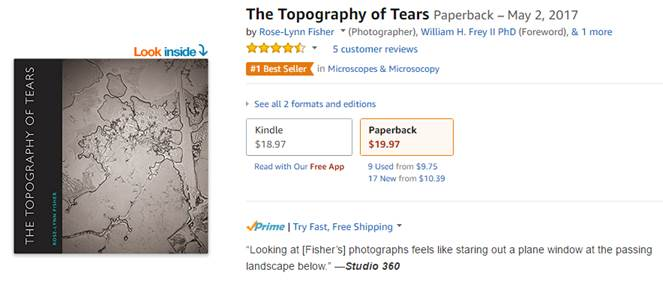 Look inside
THE TOPOGRAPHY OF TEARS
ROSE-LYNN FISHER
The Topography of Tears Paperback – May 2, 2017
by Rose-Lynn Fisher (Photographer), William H. Frey II PhD (Foreword), & 1 more
5 customer reviews
#1 Best Seller in Microscopes & Microsocopy
See all 2 formats and editions
Kindle
$18.97
Paperback
$19.97
Read with Our Free App
9 Used from $9.75
17 New from $10.39
Prime | Try Fast, Free Shipping
“Looking at [Fisher’s] photographs feels like staring out a plane window at the passing
landscape below.” —Studio 360